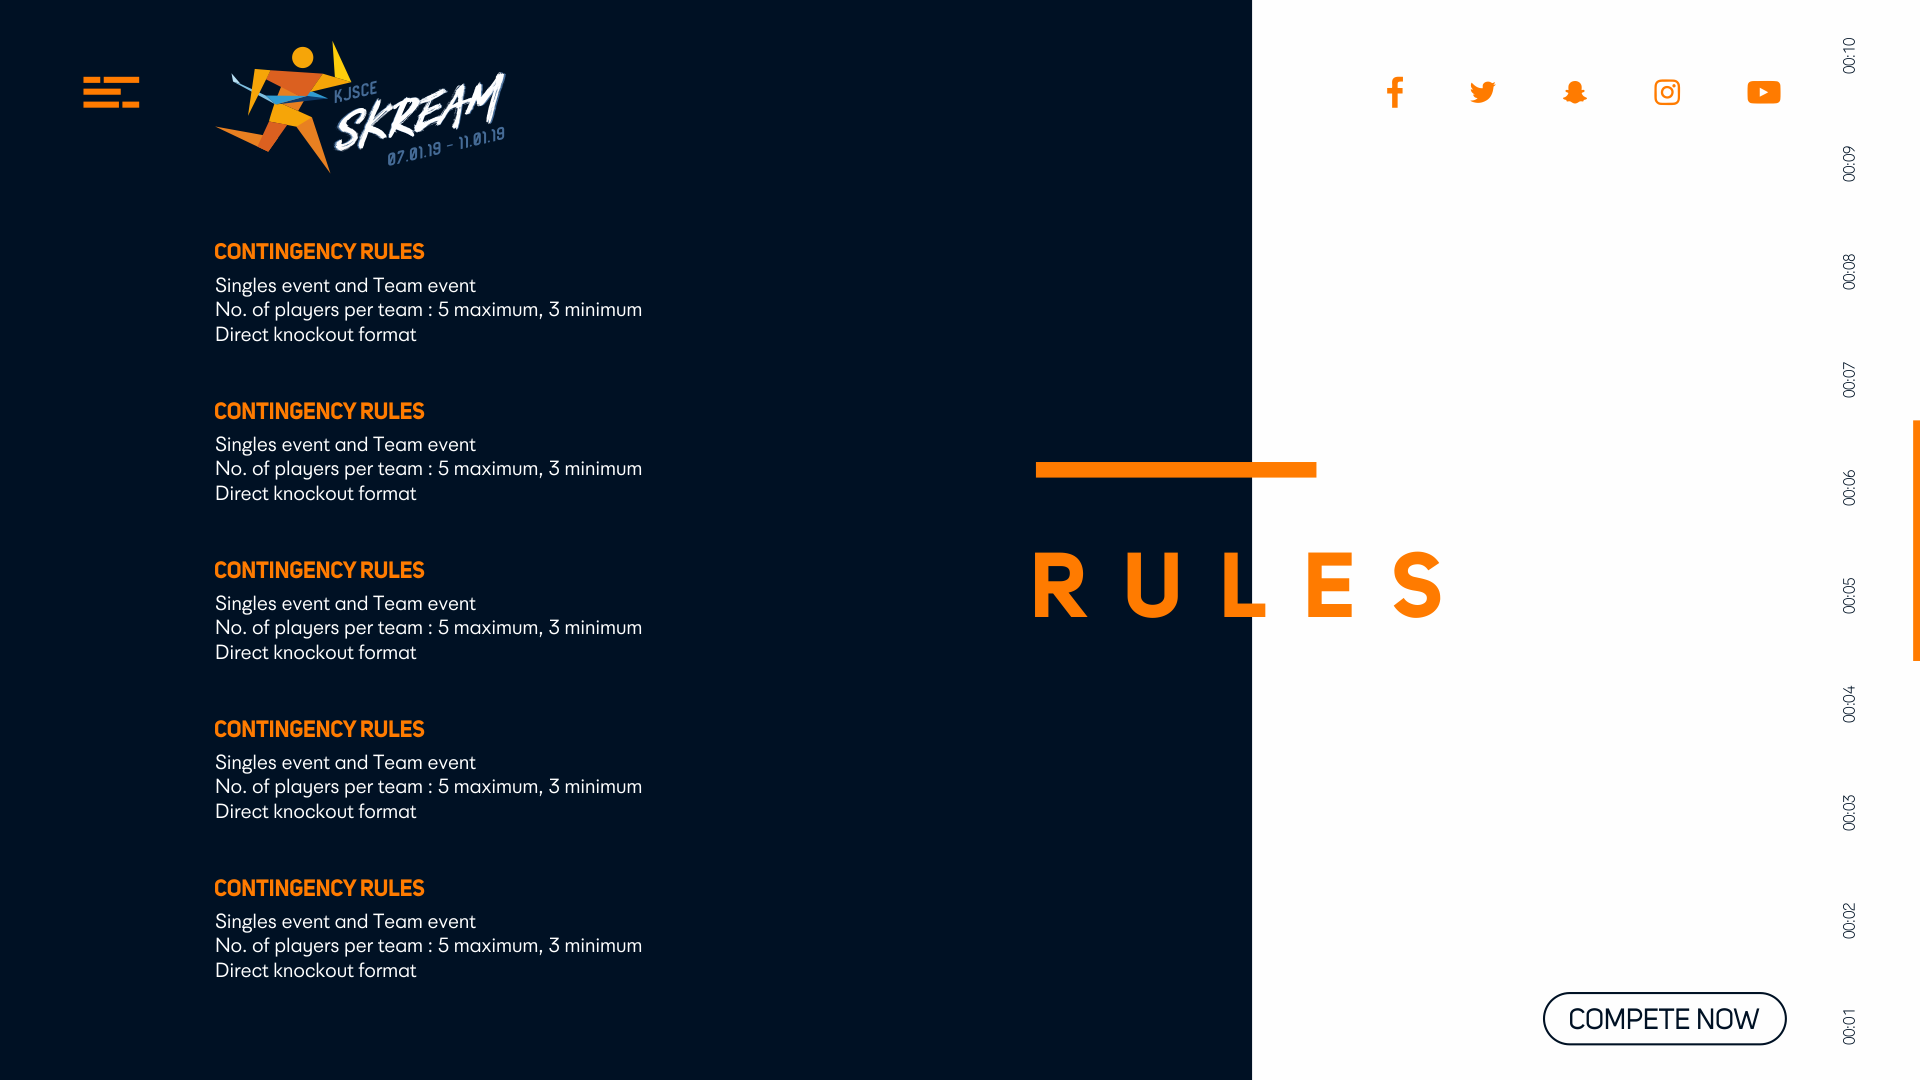 KJSCE
SKREAM
07.01.19 - 11.01.19
CONTINGENCY RULES
Singles event and Team event
No. of players per team : 5 maximum, 3 minimum
Direct knockout format
CONTINGENCY RULES
Singles event and Team event
No. of players per team : 5 maximum, 3 minimum
Direct knockout format
CONTINGENCY RULES
Singles event and Team event
No. of players per team : 5 maximum, 3 minimum
Direct knockout format
CONTINGENCY RULES
Singles event and Team event
No. of players per team : 5 maximum, 3 minimum
Direct knockout format
CONTINGENCY RULES
Singles event and Team event
No. of players per team : 5 maximum, 3 minimum
Direct knockout format
RULES
00:10
00:09
00:08
00:07
00:06
00:05
00:04
00:03
00:02
00:01
COMPETE NOW